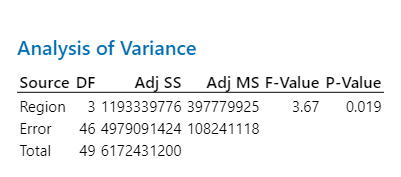 Analysis of Variance
Source DF Adj SS Adj MS F-Value P-Value
Region 3 1193339776 397779925 3.67 0.019
Error 46 4979091424 108241118
Total 49 6172431200